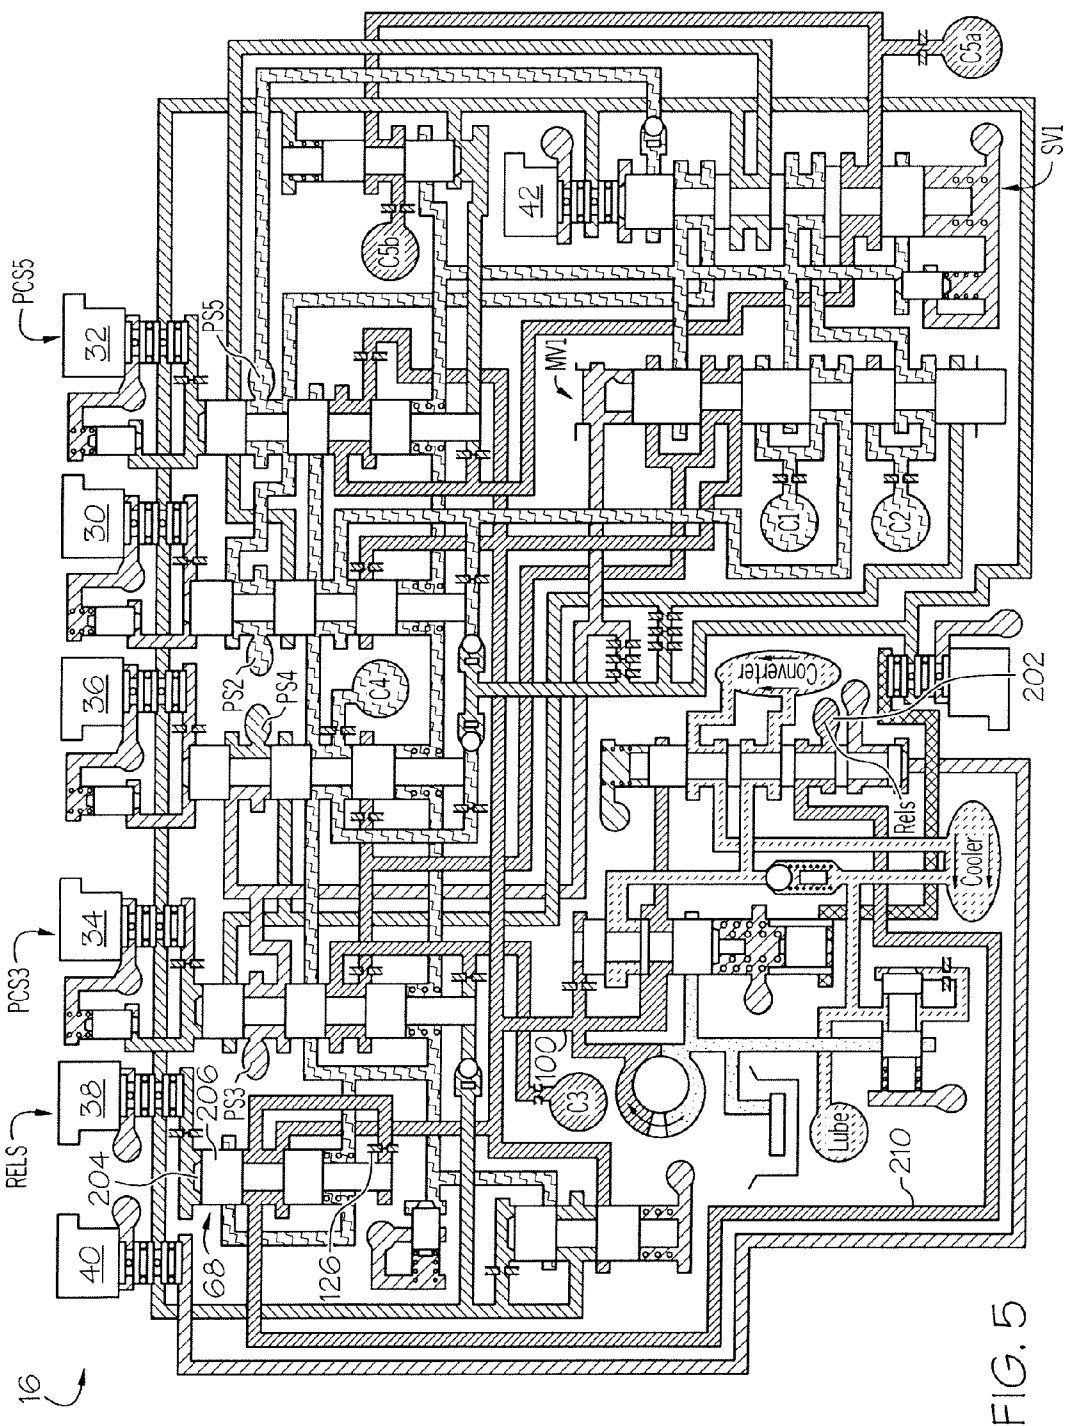 16
40
RELS
38
PCS3
34
36
30
PCS5
32
204
206
68
126
PS3
PS4
PS2
PS5
C4
C5b
42
C5a
SV1
MV1
C1
C2
C3
100
Converter
202
Rels
Cooler
Lube
210
FIG. 5